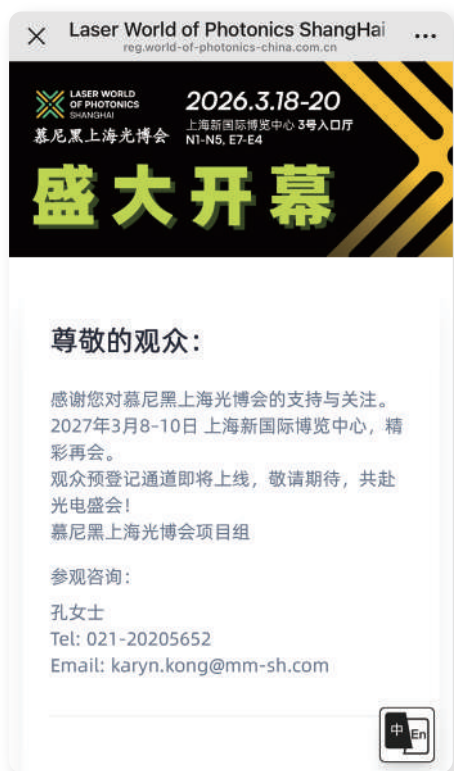 Laser World of Photonics ShangHai
reg.world-of-photonics-china.com.cn
LASER WORLD
OF PHOTONICS
SHANGHAI
慕尼黑上海光博会
2026.3.18-20
上海新国际博览中心 3号入口厅
N1-N5, E7-E4
盛大开幕
尊敬的观众：
感谢您对慕尼黑上海光博会的支持与关注。
2027年3月8-10日 上海新国际博览中心，精
彩再会。
观众预登记通道即将上线，敬请期待，共赴
光电盛会！
慕尼黑上海光博会项目组
参观咨询：
孔女士
Tel: 021-20205652
Email: karyn.kong@mm-sh.com
中
En